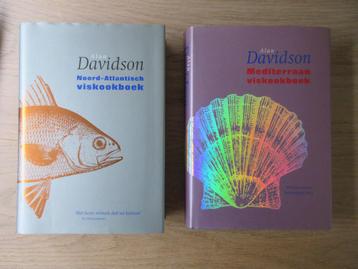 Alan
Davidson
Noord-Atlantisch
viskookboek
Alan
Davidson
Mediterraan
viskookboek